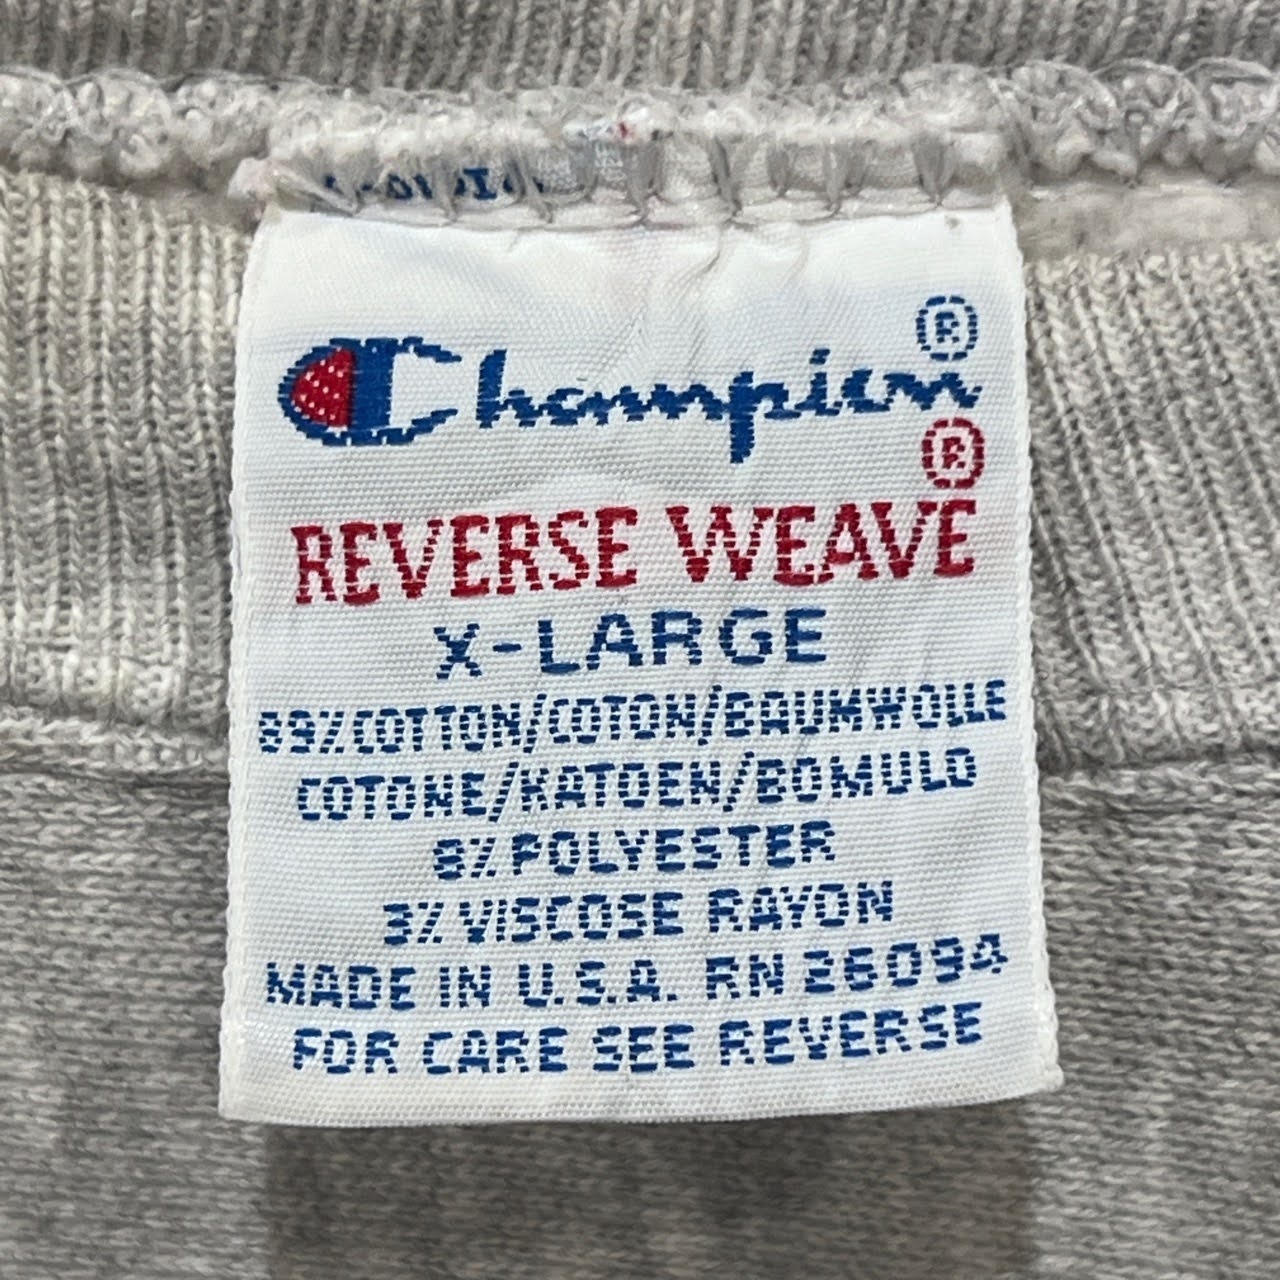 Champion®
REVERSE WEAVE®
X-LARGE
89% COTTON/COTON/BAUMWOLLE
COTONE/KATOEN/BOMULD
8% POLYESTER
3% VISCOSE RAYON
MADE IN U.S.A. RN 26094
FOR CARE SEE REVERSE